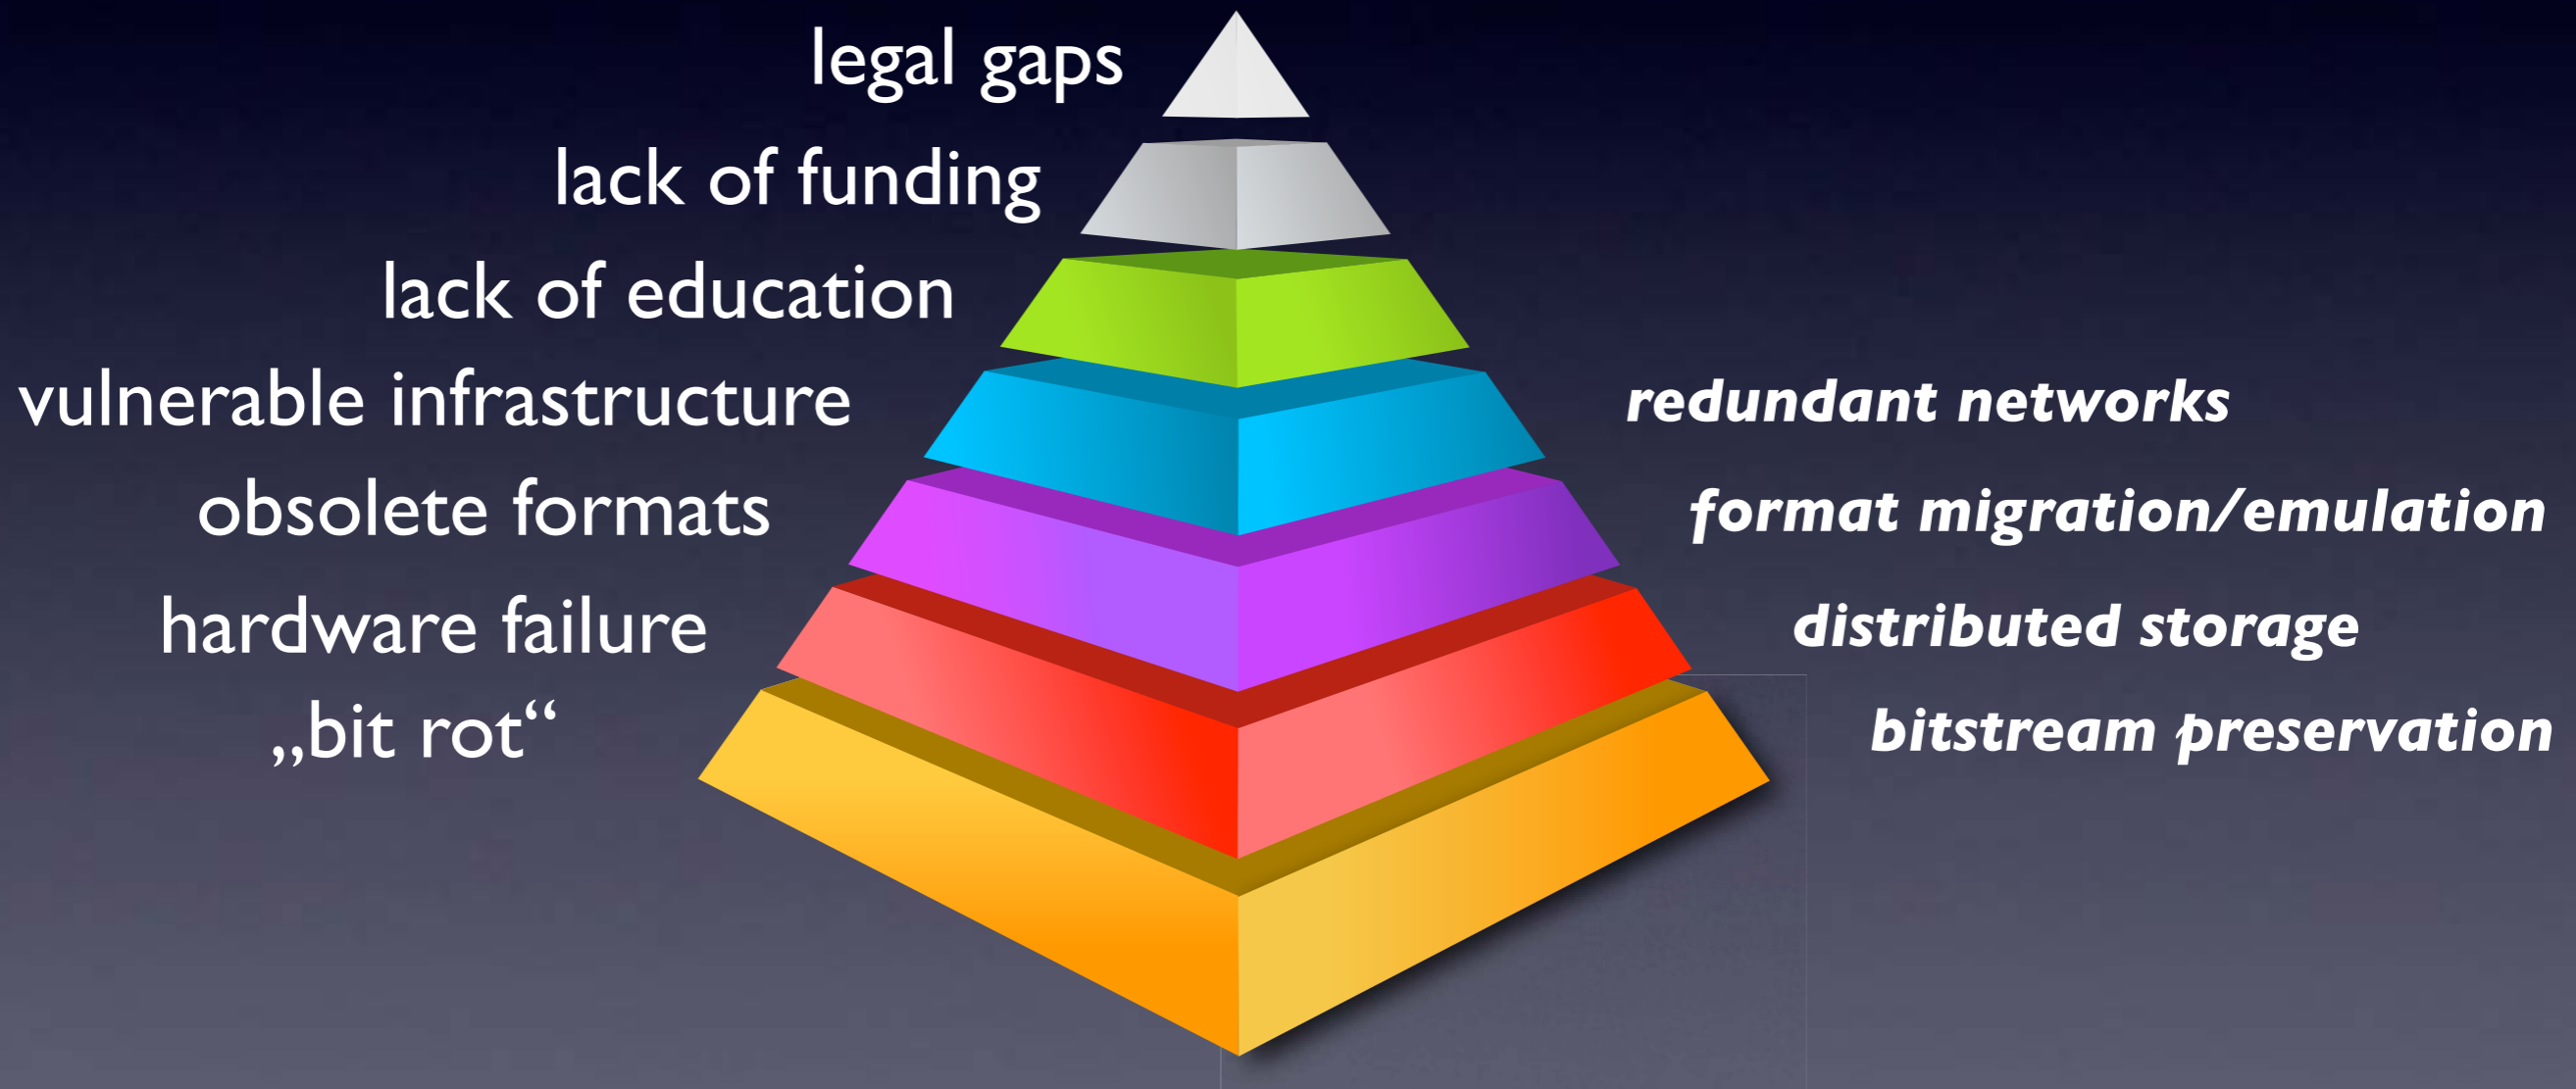 legal gaps
lack of funding
lack of education
vulnerable infrastructure
redundant networks
obsolete formats
format migration/emulation
hardware failure
distributed storage
„bit rot“
bitstream preservation